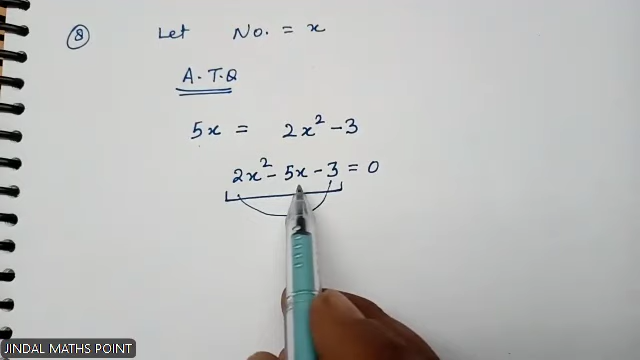 ⑧ Let No. = x
A.T.Q
5x = 2x² - 3
2x² - 5x - 3 = 0
JINDAL MATHS POINT